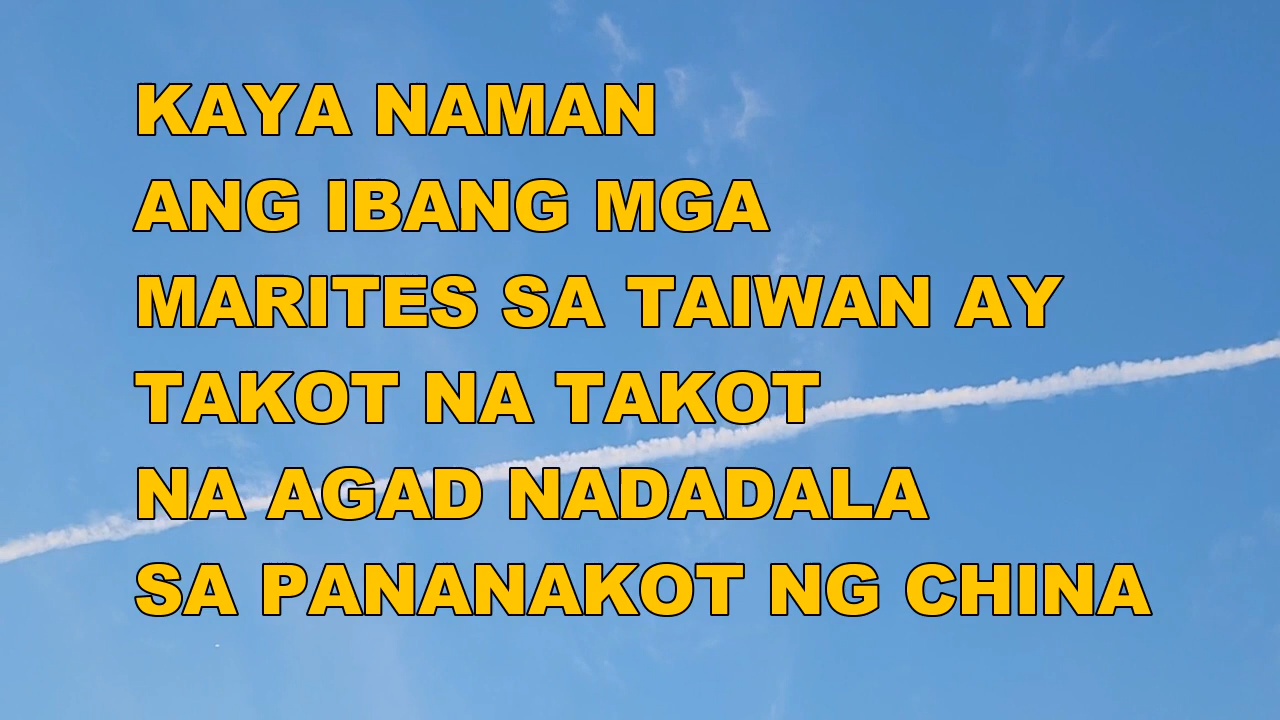 KAYA NAMAN
ANG IBANG MGA
MARITES SA TAIWAN AY
TAKOT NA TAKOT
NA AGAD NADADALA
SA PANANAKOT NG CHINA